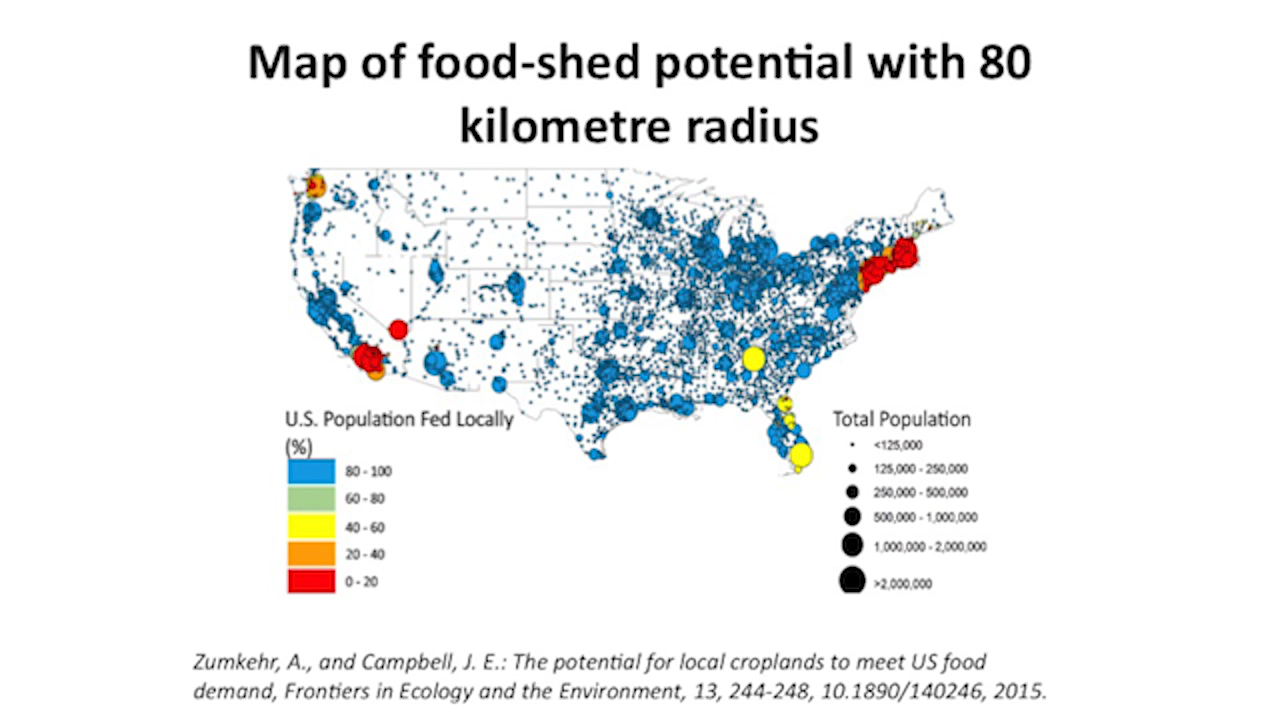 Map of food-shed potential with 80
kilometre radius
U.S. Population Fed Locally
(%)
80 - 100
60 - 80
40 - 60
20 - 40
0 - 20
Total Population
<125,000
125,000 - 250,000
250,000 - 500,000
500,000 - 1,000,000
1,000,000 - 2,000,000
>2,000,000
Zumkehr, A., and Campbell, J. E.: The potential for local croplands to meet US food
demand, Frontiers in Ecology and the Environment, 13, 244-248, 10.1890/140246, 2015.